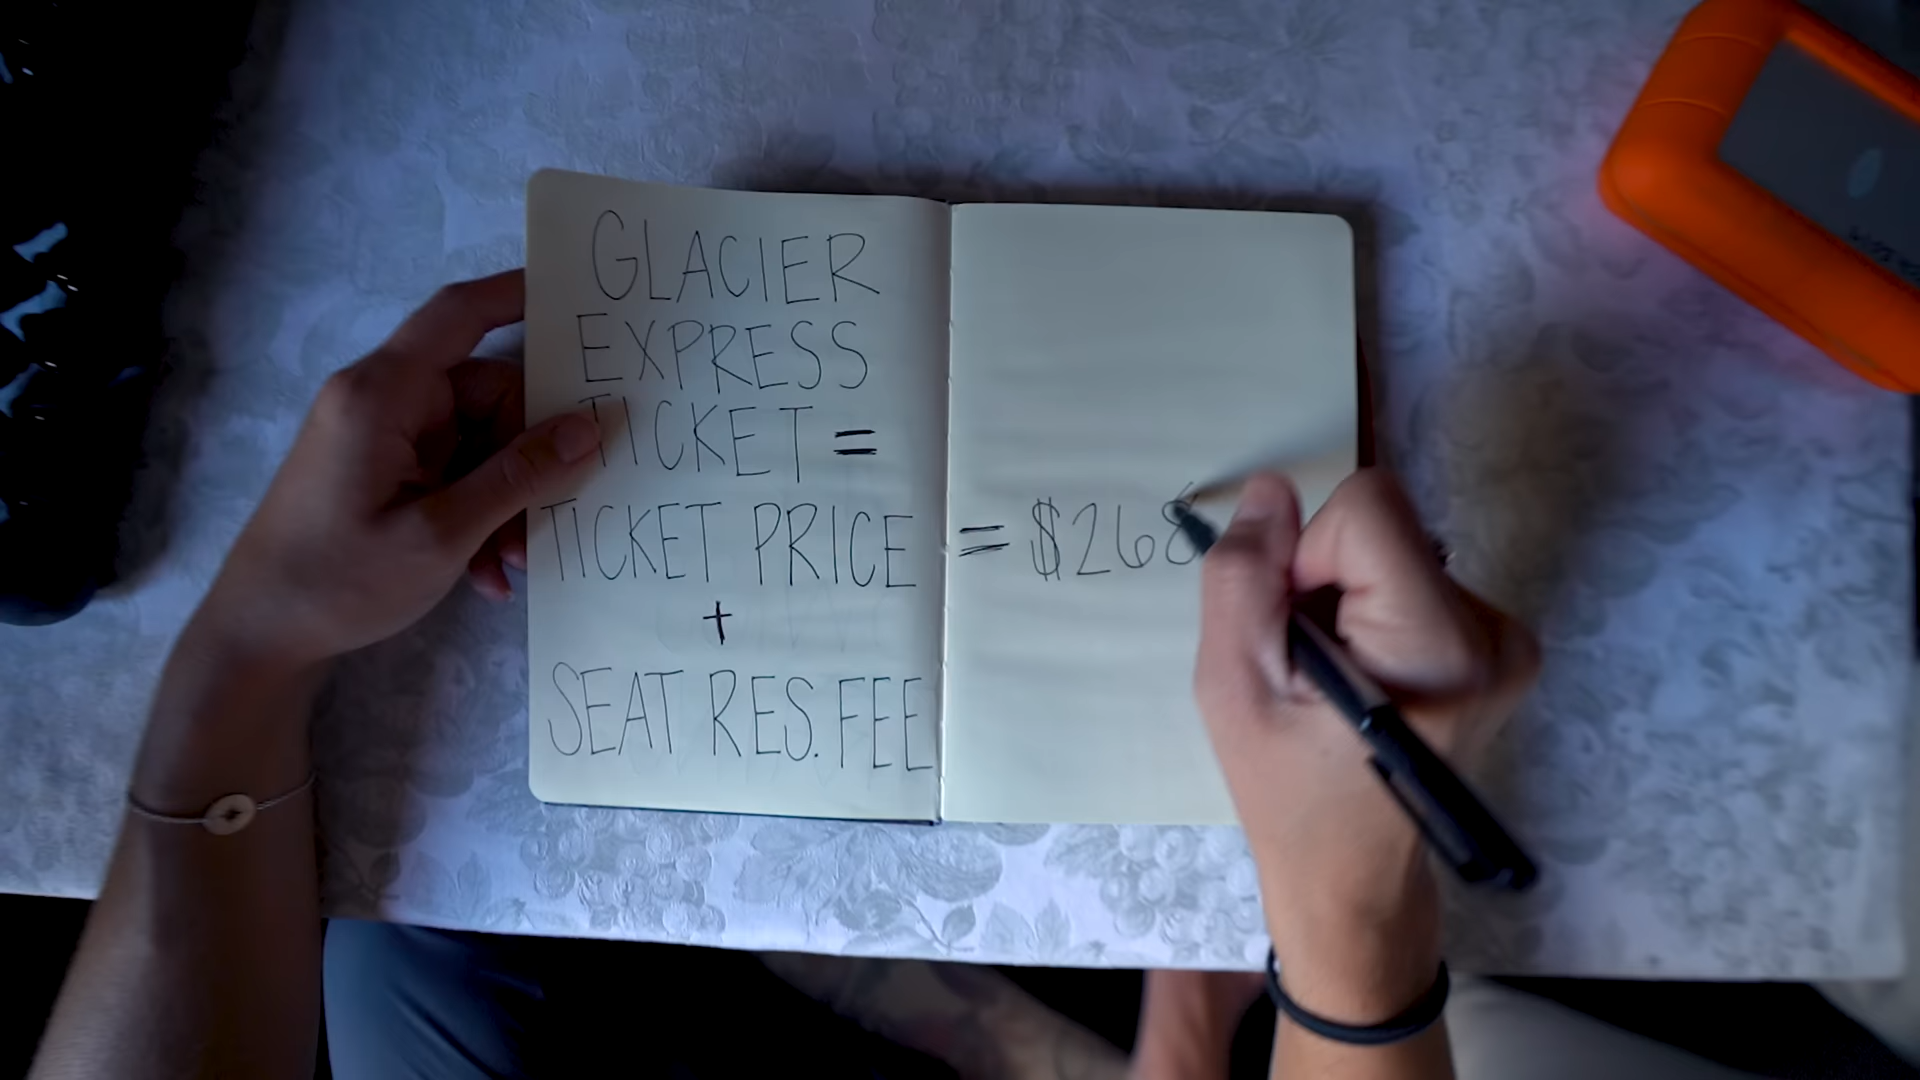 GLACIER
EXPRESS
TICKET =
TICKET PRICE = $268
+
SEAT RES. FEE